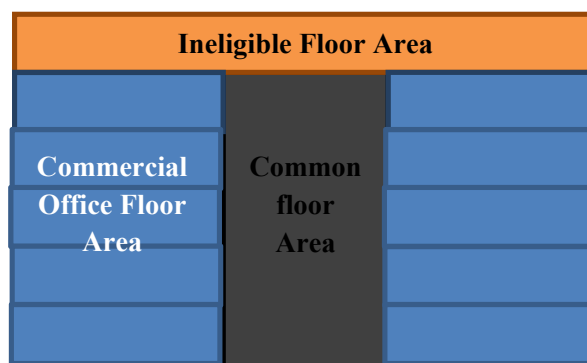 Ineligible Floor Area
Commercial
Office Floor
Area
Common
floor
Area